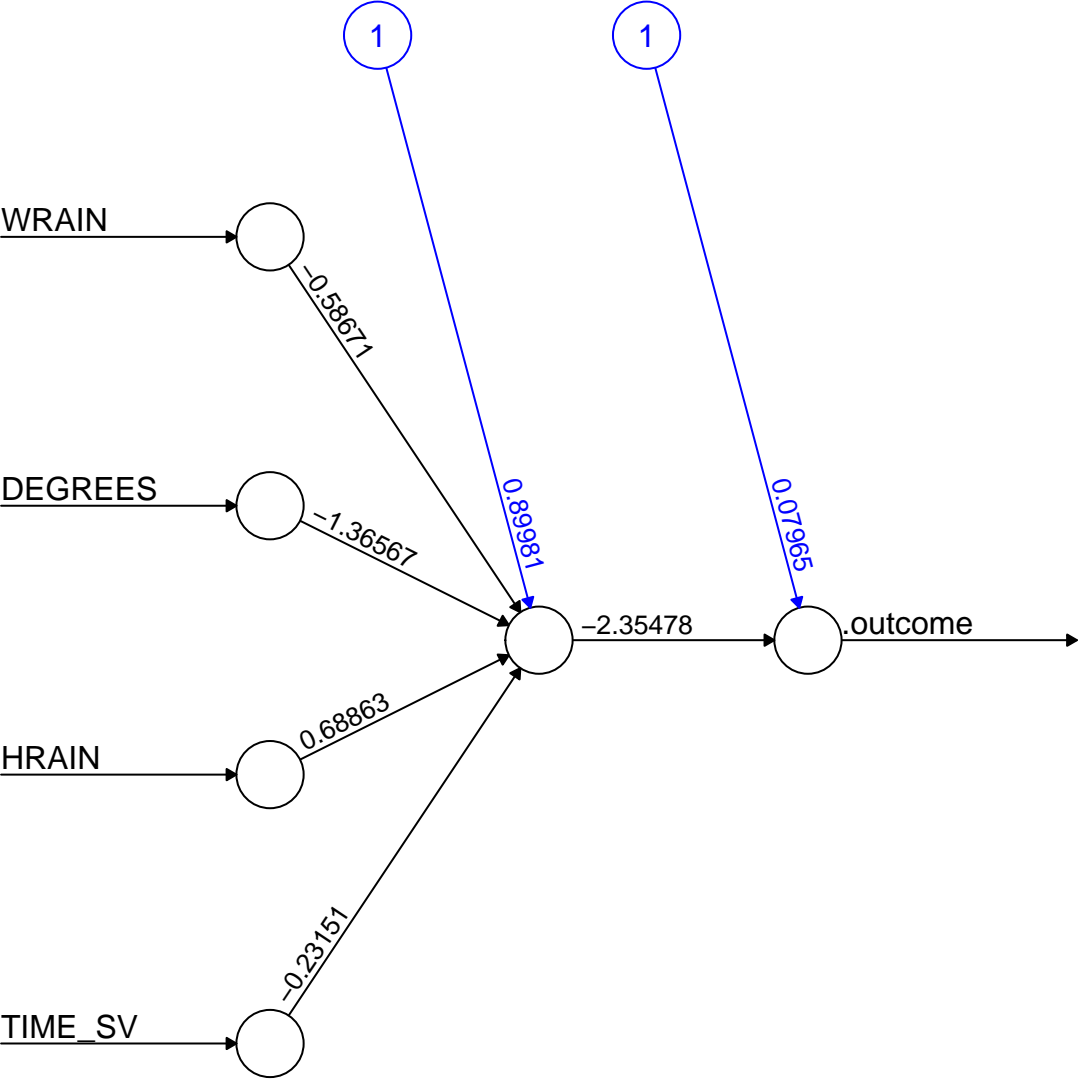 1
1
WRAIN
−0.58671
DEGREES
−1.36567
0.89981
0.07965
−2.35478
.outcome
HRAIN
0.68863
−0.23151
TIME_SV